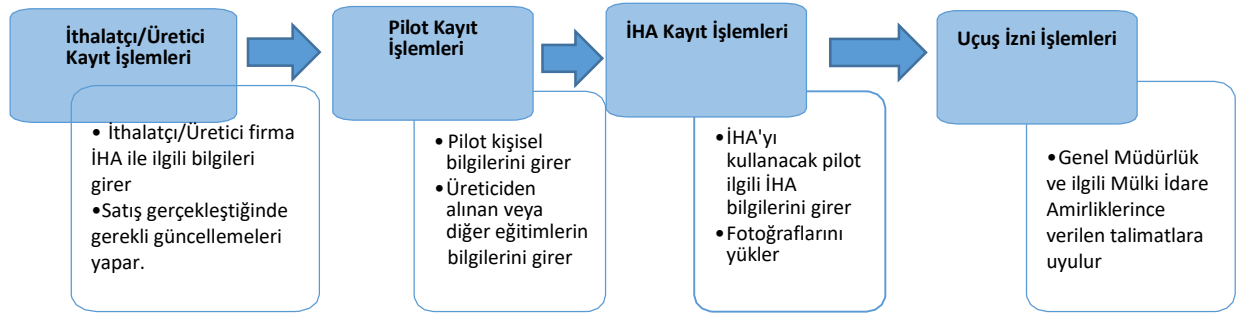 İthalatçı/Üretici
Kayıt İşlemleri
• İthalatçı/Üretici firma
İHA ile ilgili bilgileri
girer
•Satış gerçekleştiğinde
gerekli güncellemeleri
yapar.
Pilot Kayıt
İşlemleri
• Pilot kişisel
bilgilerini girer
•Üreticiden
alınan veya
diğer eğitimlerin
bilgilerini girer
İHA Kayıt İşlemleri
•İHA'yı
kullanacak pilot
ilgili İHA
bilgilerini girer
• Fotoğraflarını
yükler
Uçuş İzni İşlemleri
•Genel Müdürlük
ve ilgili Mülki İdare
Amirliklerince
verilen talimatlara
uyulur